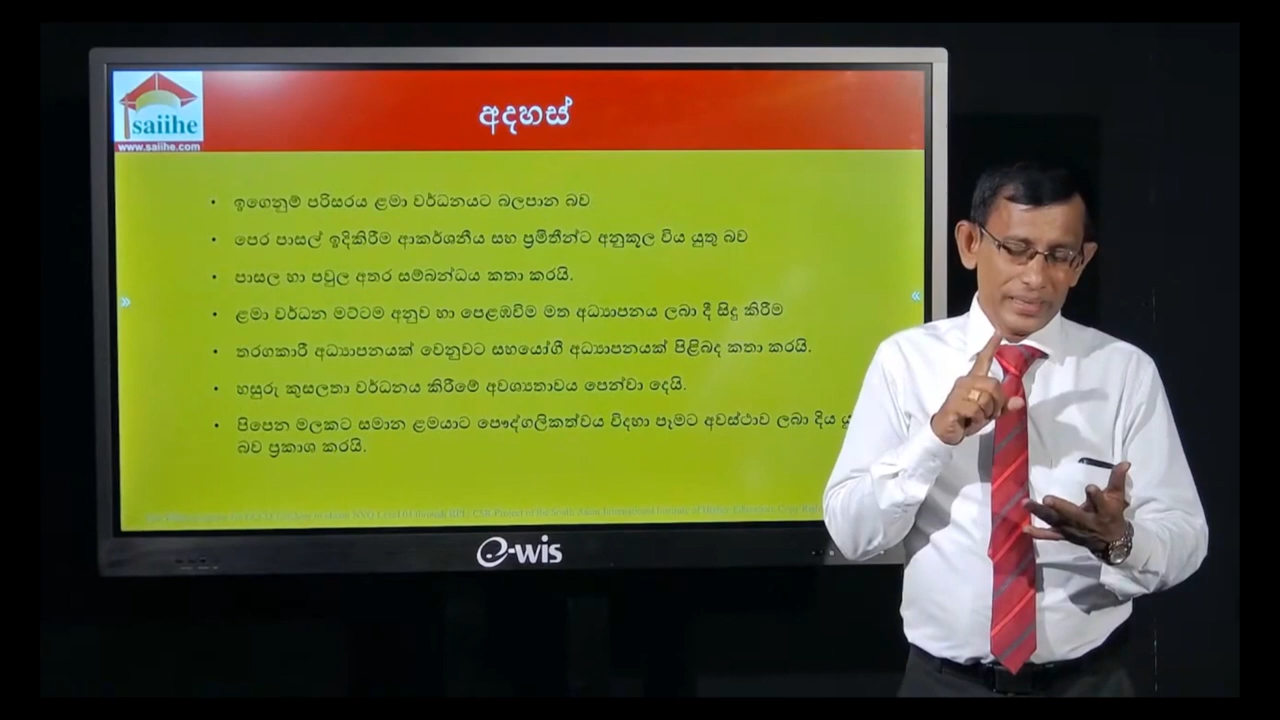 අදහස්
saiihe
www.saiihe.com
• ඉගෙනුම් පරිසරය ළමා වර්ධනයට බලපාන බව
• පෙර පාසල් ඉදිකිරීම ආකර්ශනීය සහ ප්‍රමිතීන්ට අනුකූල විය යුතු බව
• පාසල හා පවුල අතර සම්බන්ධය කතා කරයි.
• ළමා වර්ධන මට්ටම අනුව හා පෙළඹවීම මත අධ්‍යාපනය ලබා දී සිදු කිරීම
• තරගකාරී අධ්‍යාපනයක් වෙනුවට සහයෝගී අධ්‍යාපනයක් පිළිබද කතා කරයි.
• හසුරු කුසලතා වර්ධනය කිරීමේ අවශ්‍යතාවය පෙන්වා දෙයි.
• පිපෙන මලකට සමාන ළමයාට පෞද්ගලිකත්වය විදහා පෑමට අවස්ථාව ලබා දිය
බව ප්‍රකාශ කරයි.
e-wis